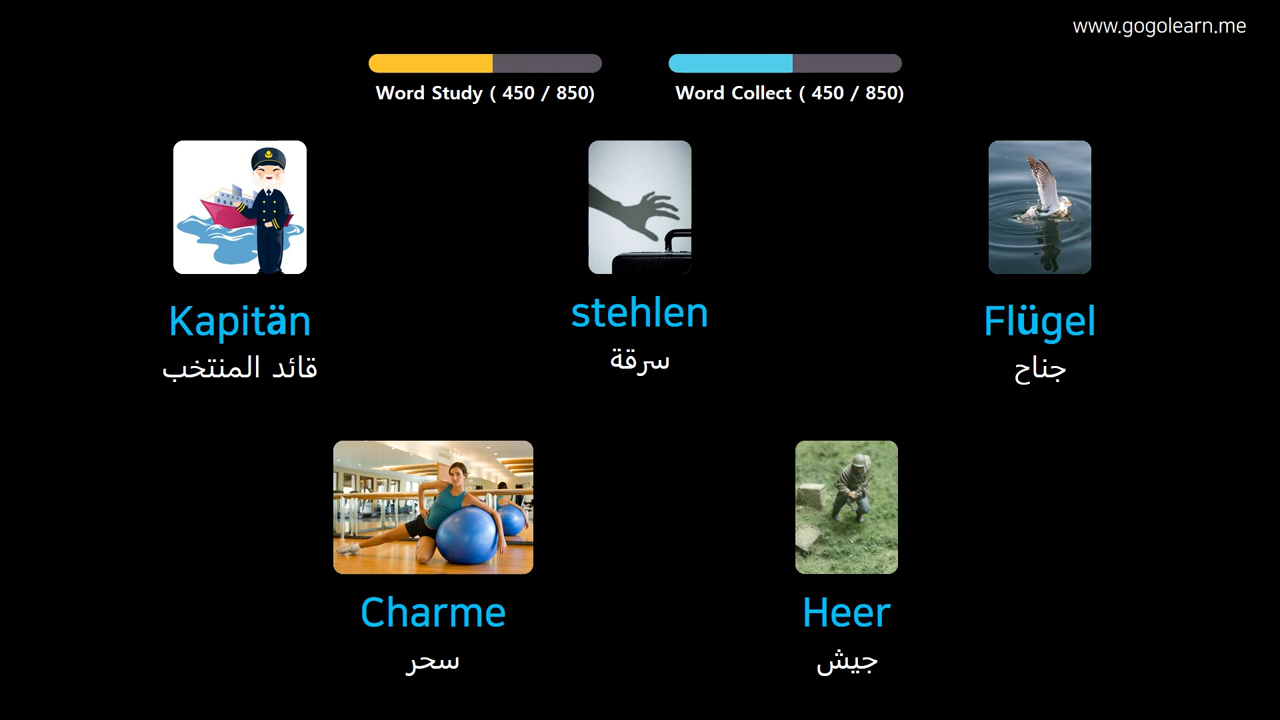 www.gogolearn.me
Word Study ( 450 / 850)
Word Collect ( 450 / 850)
Kapitän
قائد المنتخب
stehlen
سرقة
Flügel
جناح
Charme
سحر
Heer
جيش